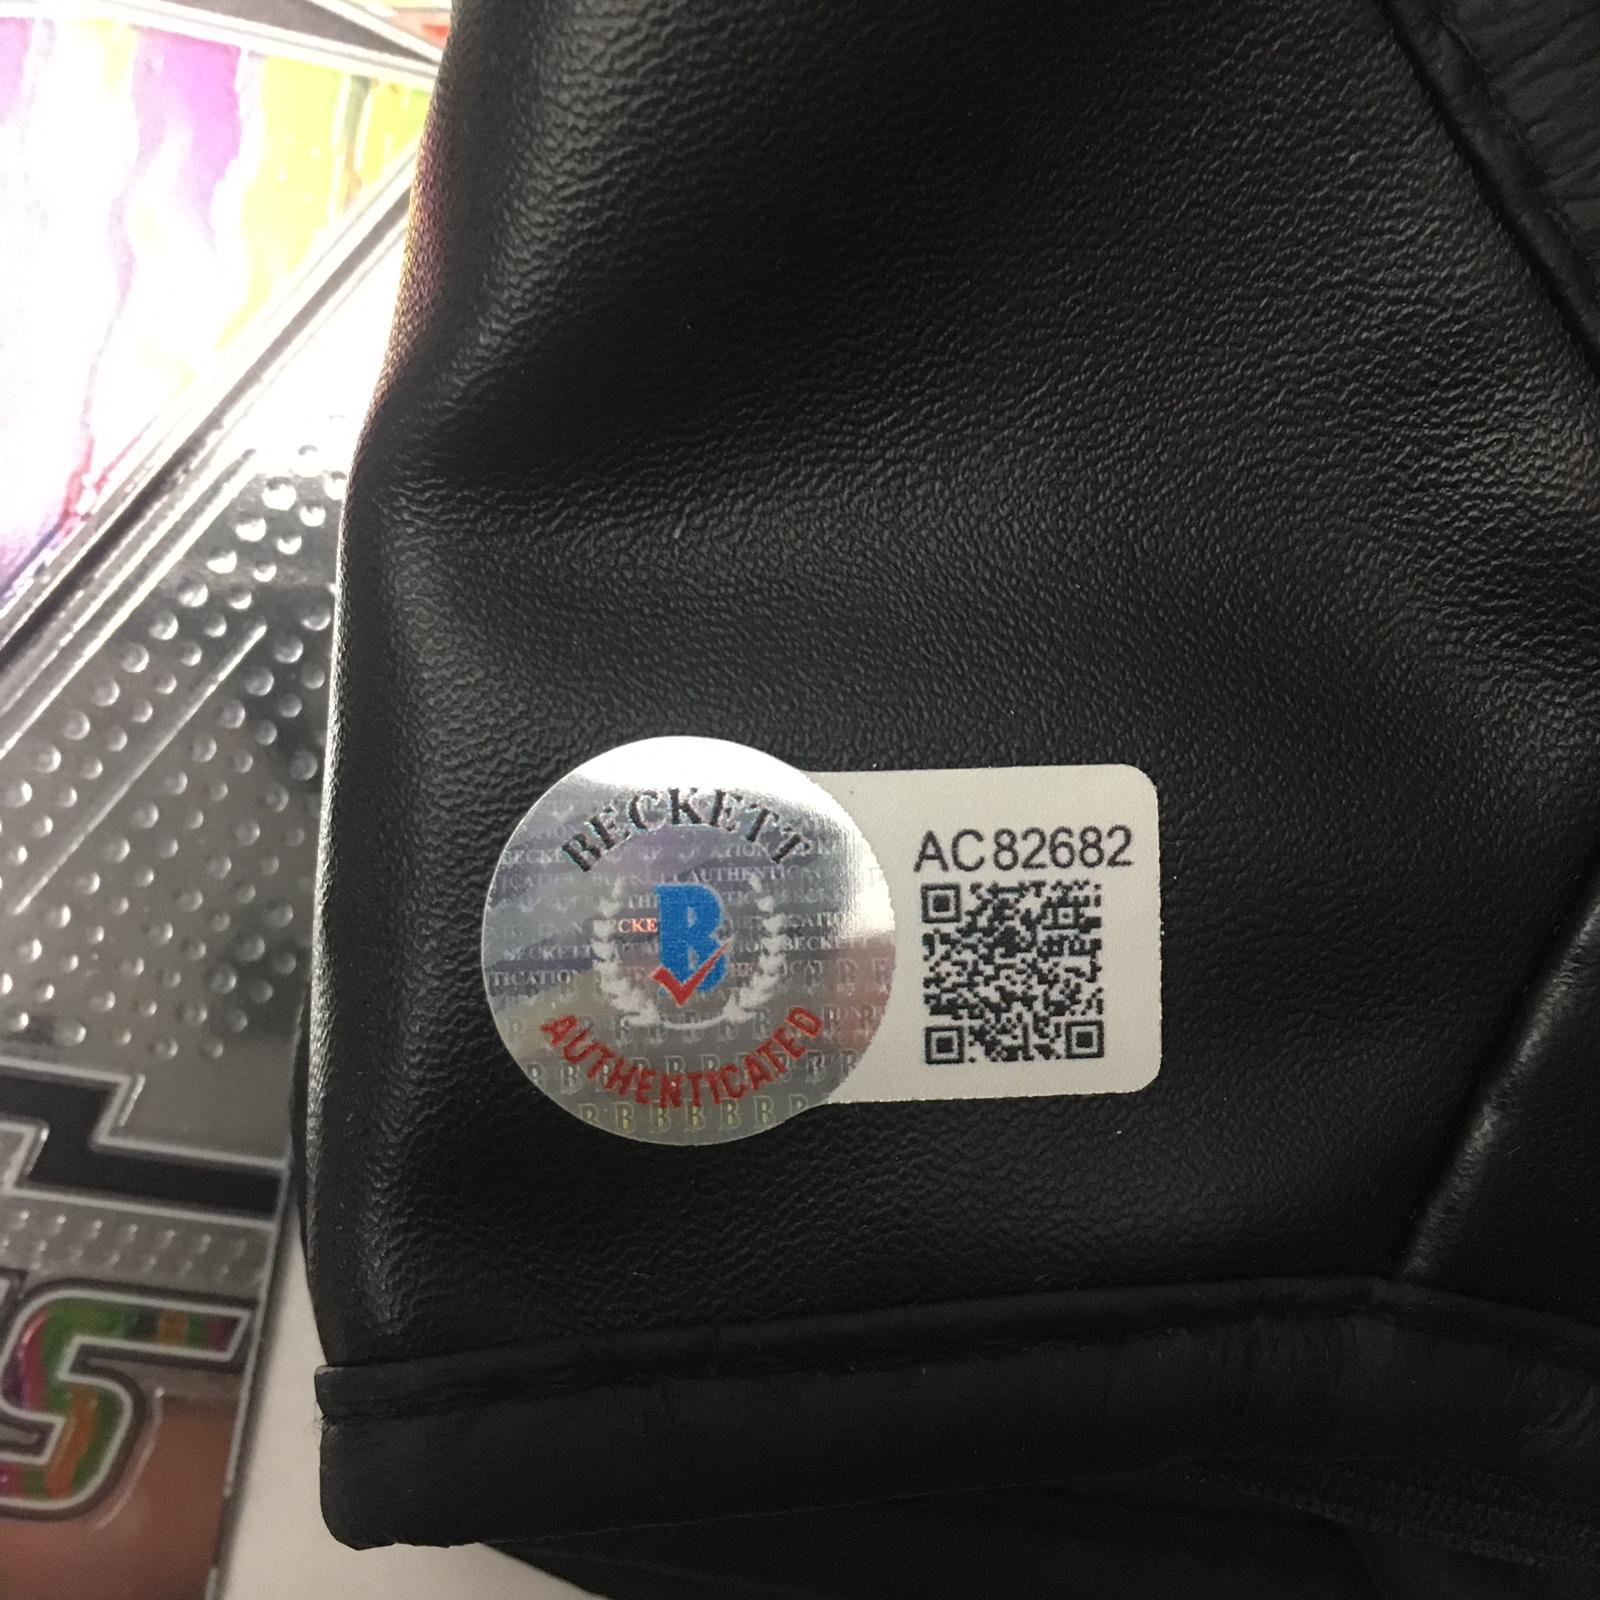 BECKETT
B
AUTHENTICATED
AC82682